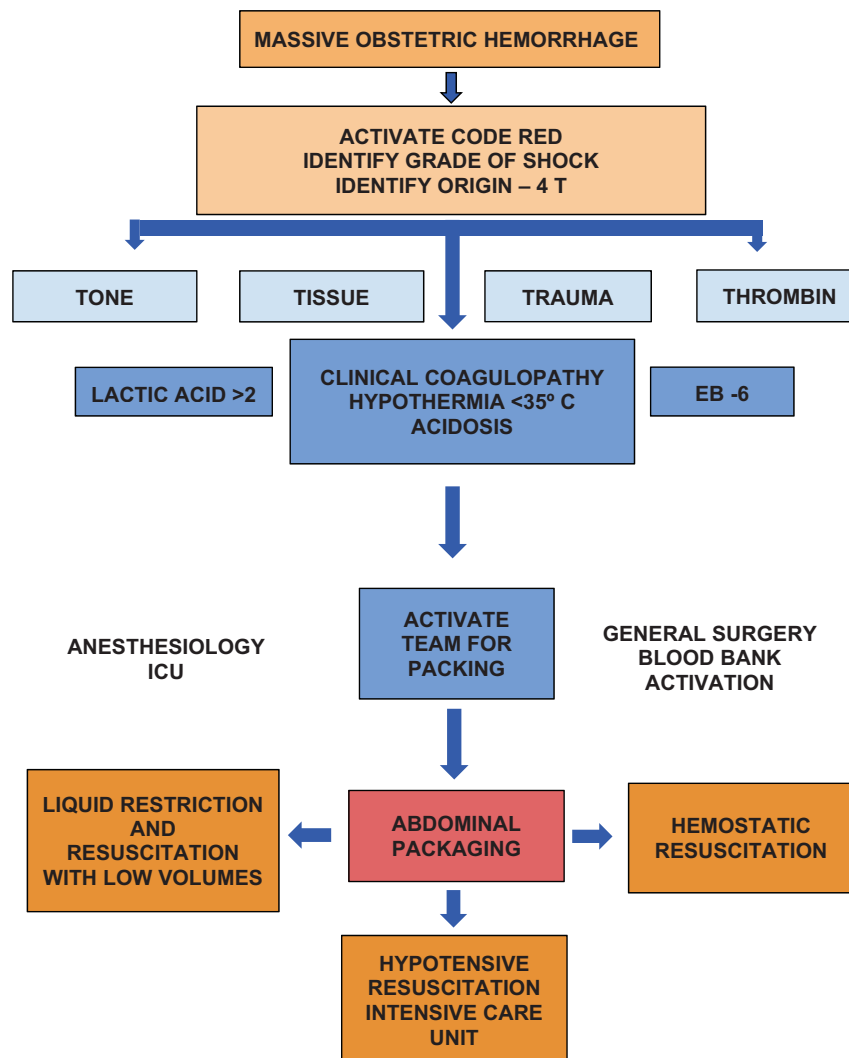 MASSIVE OBSTETRIC HEMORRHAGE
ACTIVATE CODE RED
IDENTIFY GRADE OF SHOCK
IDENTIFY ORIGIN – 4 T
TONE
TISSUE
TRAUMA
THROMBIN
LACTIC ACID >2
CLINICAL COAGULOPATHY
HYPOTHERMIA <35º C
ACIDOSIS
EB -6
ANESTHESIOLOGY
ICU
ACTIVATE
TEAM FOR
PACKING
GENERAL SURGERY
BLOOD BANK
ACTIVATION
LIQUID RESTRICTION
AND
RESUSCITATION
WITH LOW VOLUMES
ABDOMINAL
PACKAGING
HEMOSTATIC
RESUSCITATION
HYPOTENSIVE
RESUSCITATION
INTENSIVE CARE
UNIT